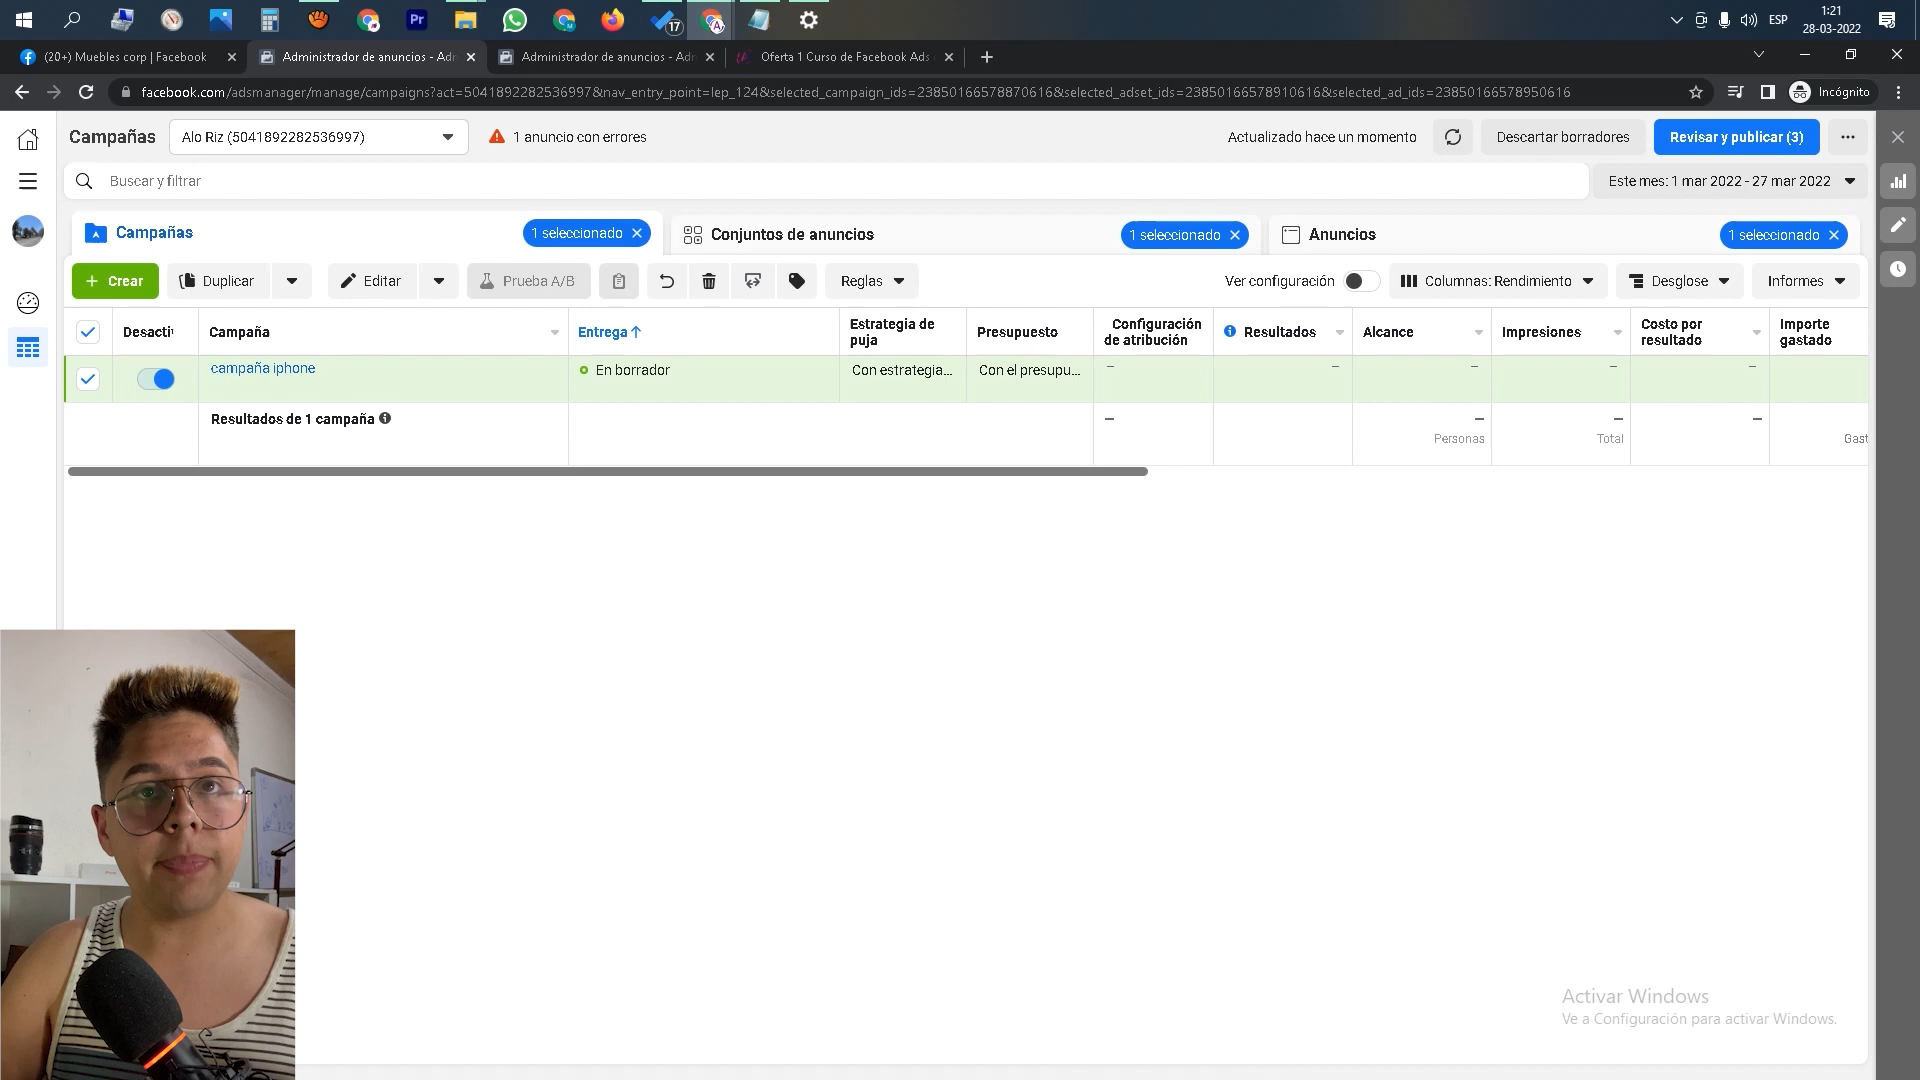 Pr
17
ESP
1:21
28-03-2022
(20+) Muebles corp | Facebook
Administrador de anuncios - Adm
Administrador de anuncios - Adm
Oferta 1 Curso de Facebook Ads
facebook.com/adsmanager/manage/campaigns?act=5041892282536997&nav_entry_point=lep_124&selected_campaign_ids=23850166578870616&selected_adset_ids=23850166578910616&selected_ad_ids=23850166578950616
Incógnito
Campañas
Alo Riz (5041892282536997)
1 anuncio con errores
Actualizado hace un momento
Descartar borradores
Revisar y publicar (3)
Buscar y filtrar
Este mes: 1 mar 2022 - 27 mar 2022
Campañas
1 seleccionado
Conjuntos de anuncios
1 seleccionado
Anuncios
1 seleccionado
+ Crear
Duplicar
Editar
Prueba A/B
Reglas
Ver configuración
Columnas: Rendimiento
Desglose
Informes
Desactiv
Campaña
Entrega↑
Estrategia de
puja
Presupuesto
Configuración
de atribución
Resultados
Alcance
Impresiones
Costo por
resultado
Importe
gastado
campaña iphone
En borrador
Con estrategia...
Con el presupu...
–
–
–
–
–
Resultados de 1 campaña
–
–
Personas
–
Total
–
Gast
Activar Windows
Ve a Configuración para activar Windows.